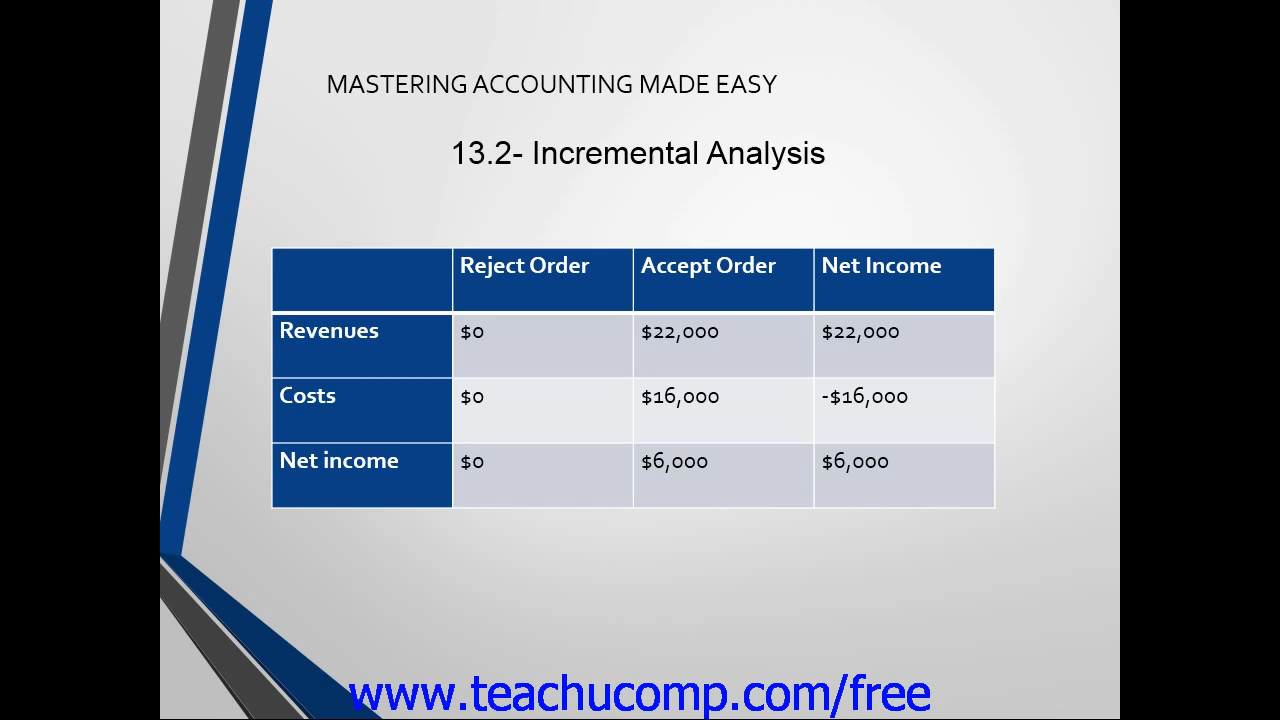 MASTERING ACCOUNTING MADE EASY
13.2- Incremental Analysis
Reject Order Accept Order Net Income
Revenues $0 $22,000 $22,000
Costs $0 $16,000 -$16,000
Net income $0 $6,000 $6,000
www.teachucomp.com/free